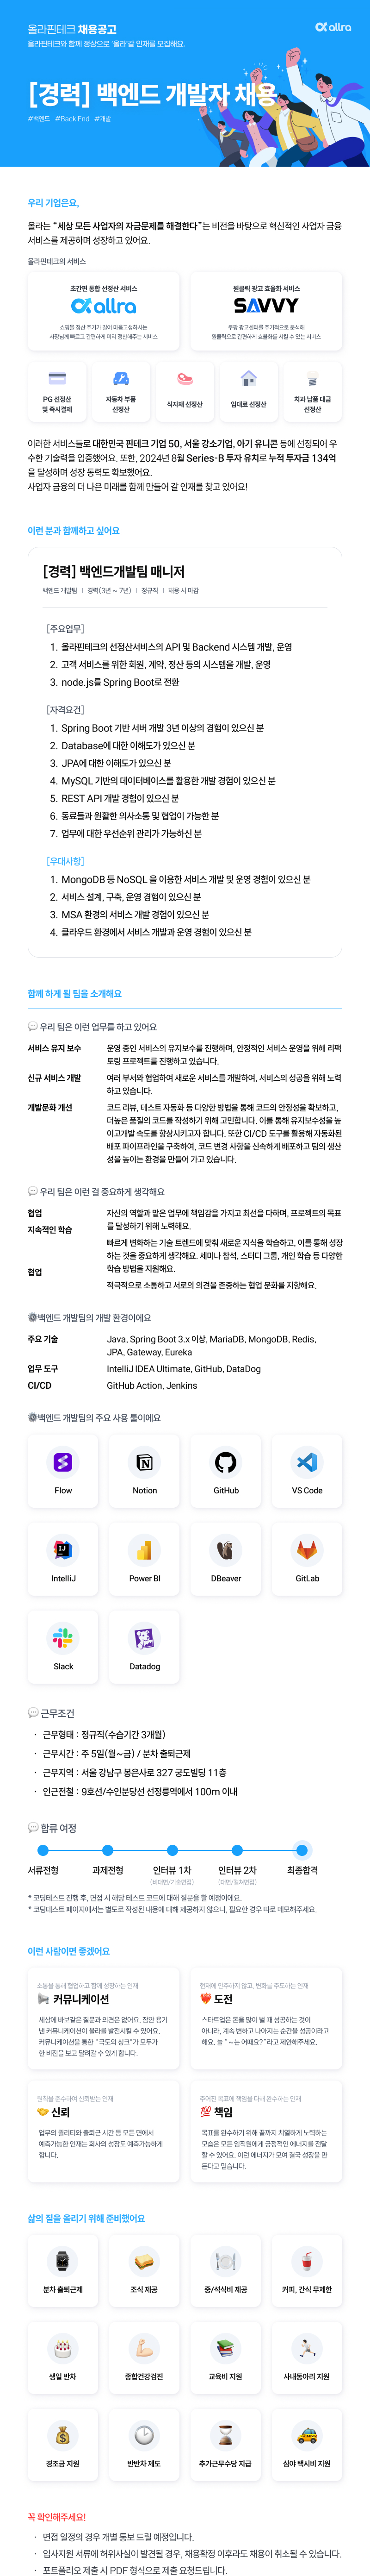 올라핀테크 채용공고
allra
올라핀테크와 함께 정상으로 '올라'갈 인재를 모집해요.
[경력] 백엔드 개발자 채용
#백엔드 #Back End #개발
우리 기업은요,
올라는 “세상 모든 사업자의 자금문제를 해결한다”는 비전을 바탕으로 혁신적인 사업자 금융
서비스를 제공하며 성장하고 있어요.
올라핀테크의 서비스
초간편 통합 선정산 서비스
allra
쇼핑몰 정산 주기가 길어 마음고생하시는
사장님께 빠르고 간편하게 미리 정산해주는 서비스
원클릭 광고 효율화 서비스
SAVVY
쿠팡 광고센터를 주기적으로 분석해
원클릭으로 간편하게 효율화를 시킬 수 있는 서비스
PG 선정산
및 즉시결제
자동차 부품
선정산
식자재 선정산
임대료 선정산
치과 납품 대금
선정산
이러한 서비스들로 대한민국 핀테크 기업 50, 서울 강소기업, 아기 유니콘 등에 선정되어 우
수한 기술력을 입증했어요. 또한, 2024년 8월 Series-B 투자 유치로 누적 투자금 134억
을 달성하며 성장 동력도 확보했어요.
사업자 금융의 더 나은 미래를 함께 만들어 갈 인재를 찾고 있어요!
이런 분과 함께하고 싶어요
[경력] 백엔드개발팀 매니저
백엔드 개발팀 | 경력(3년 ~ 7년) | 정규직 | 채용 시 마감
[주요업무]
1. 올라핀테크의 선정산서비스의 API 및 Backend 시스템 개발, 운영
2. 고객 서비스를 위한 회원, 계약, 정산 등의 시스템을 개발, 운영
3. node.js를 Spring Boot로 전환
[자격요건]
1. Spring Boot 기반 서버 개발 3년 이상의 경험이 있으신 분
2. Database에 대한 이해도가 있으신 분
3. JPA에 대한 이해도가 있으신 분
4. MySQL 기반의 데이터베이스를 활용한 개발 경험이 있으신 분
5. REST API 개발 경험이 있으신 분
6. 동료들과 원활한 의사소통 및 협업이 가능한 분
7. 업무에 대한 우선순위 관리가 가능하신 분
[우대사항]
1. MongoDB 등 NoSQL 을 이용한 서비스 개발 및 운영 경험이 있으신 분
2. 서비스 설계, 구축, 운영 경험이 있으신 분
3. MSA 환경의 서비스 개발 경험이 있으신 분
4. 클라우드 환경에서 서비스 개발과 운영 경험이 있으신 분
함께 하게 될 팀을 소개해요
우리 팀은 이런 업무를 하고 있어요
서비스 유지 보수
운영 중인 서비스의 유지보수를 진행하며, 안정적인 서비스 운영을 위해 리팩
토링 프로젝트를 진행하고 있습니다.
신규 서비스 개발
여러 부서와 협업하여 새로운 서비스를 개발하여, 서비스의 성공을 위해 노력
하고 있습니다.
개발문화 개선
코드 리뷰, 테스트 자동화 등 다양한 방법을 통해 코드의 안정성을 확보하고,
더높은 품질의 코드를 작성하기 위해 고민합니다. 이를 통해 유지보수성을 높
이고개발 속도를 향상시키고자 합니다. 또한 CI/CD 도구를 활용해 자동화된
배포 파이프라인을 구축하여, 코드 변경 사항을 신속하게 배포하고 팀의 생산
성을 높이는 환경을 만들어 가고 있습니다.
우리 팀은 이런 걸 중요하게 생각해요
협업
자신의 역할과 맡은 업무에 책임감을 가지고 최선을 다하며, 프로젝트의 목표
를 달성하기 위해 노력해요.
지속적인 학습
빠르게 변화하는 기술 트렌드에 맞춰 새로운 지식을 학습하고, 이를 통해 성장
하는 것을 중요하게 생각해요. 세미나 참석, 스터디 그룹, 개인 학습 등 다양한
학습 방법을 지원해요.
협업
적극적으로 소통하고 서로의 의견을 존중하는 협업 문화를 지향해요.
백엔드 개발팀의 개발 환경이에요
주요 기술
Java, Spring Boot 3.x 이상, MariaDB, MongoDB, Redis,
JPA, Gateway, Eureka
업무 도구
IntelliJ IDEA Ultimate, GitHub, DataDog
CI/CD
GitHub Action, Jenkins
백엔드 개발팀의 주요 사용 툴이에요
Flow
Notion
GitHub
VS Code
IntelliJ
Power BI
DBeaver
GitLab
Slack
Datadog
근무조건
· 근무형태 : 정규직(수습기간 3개월)
· 근무시간 : 주 5일(월~금) / 분차 출퇴근제
· 근무지역 : 서울 강남구 봉은사로 327 궁도빌딩 11층
· 인근전철 : 9호선/수인분당선 선정릉역에서 100m 이내
합류 여정
서류전형
과제전형
인터뷰 1차
(비대면/기술면접)
인터뷰 2차
(대면/컬쳐면접)
최종합격
* 코딩테스트 진행 후, 면접 시 해당 테스트 코드에 대해 질문을 할 예정이에요.
* 코딩테스트 페이지에서는 별도로 작성된 내용에 대해 제공하지 않으니, 필요한 경우 따로 메모해주세요.
이런 사람이면 좋겠어요
소통을 통해 협업하고 함께 성장하는 인재
커뮤니케이션
세상에 바보같은 질문과 의견은 없어요. 잠깐 용기
낸 커뮤니케이션이 올라를 발전시킬 수 있어요.
커뮤니케이션을 통한 "극도의 싱크"가 모두가
한 비전을 보고 달려갈 수 있게 합니다.
현재에 안주하지 않고, 변화를 주도하는 인재
도전
스타트업은 돈을 많이 벌 때 성공하는 것이
아니라, 계속 변하고 나아지는 순간을 성공이라고
해요. 늘 "~는 어때요?"라고 제안해주세요.
원칙을 준수하여 신뢰받는 인재
신뢰
업무의 퀄리티와 출퇴근 시간 등 모든 면에서
예측가능한 인재는 회사의 성장도 예측가능하게
합니다.
주어진 목표에 책임을 다해 완수하는 인재
책임
목표를 완수하기 위해 끝까지 치열하게 노력하는
모습은 모든 임직원에게 긍정적인 에너지를 전달
할 수 있어요. 이런 에너지가 모여 결국 성장을 만
든다고 믿습니다.
삶의 질을 올리기 위해 준비했어요
분차 출퇴근제
조식 제공
중/석식비 제공
커피, 간식 무제한
생일 반차
종합건강검진
교육비 지원
사내동아리 지원
경조금 지원
반반차 제도
추가근무수당 지급
심야 택시비 지원
꼭 확인해주세요!
· 면접 일정의 경우 개별 통보 드릴 예정입니다.
· 입사지원 서류에 허위사실이 발견될 경우, 채용확정 이후라도 채용이 취소될 수 있습니다.
· 포트폴리오 제출 시 PDF 형식으로 제출 요청드립니다.